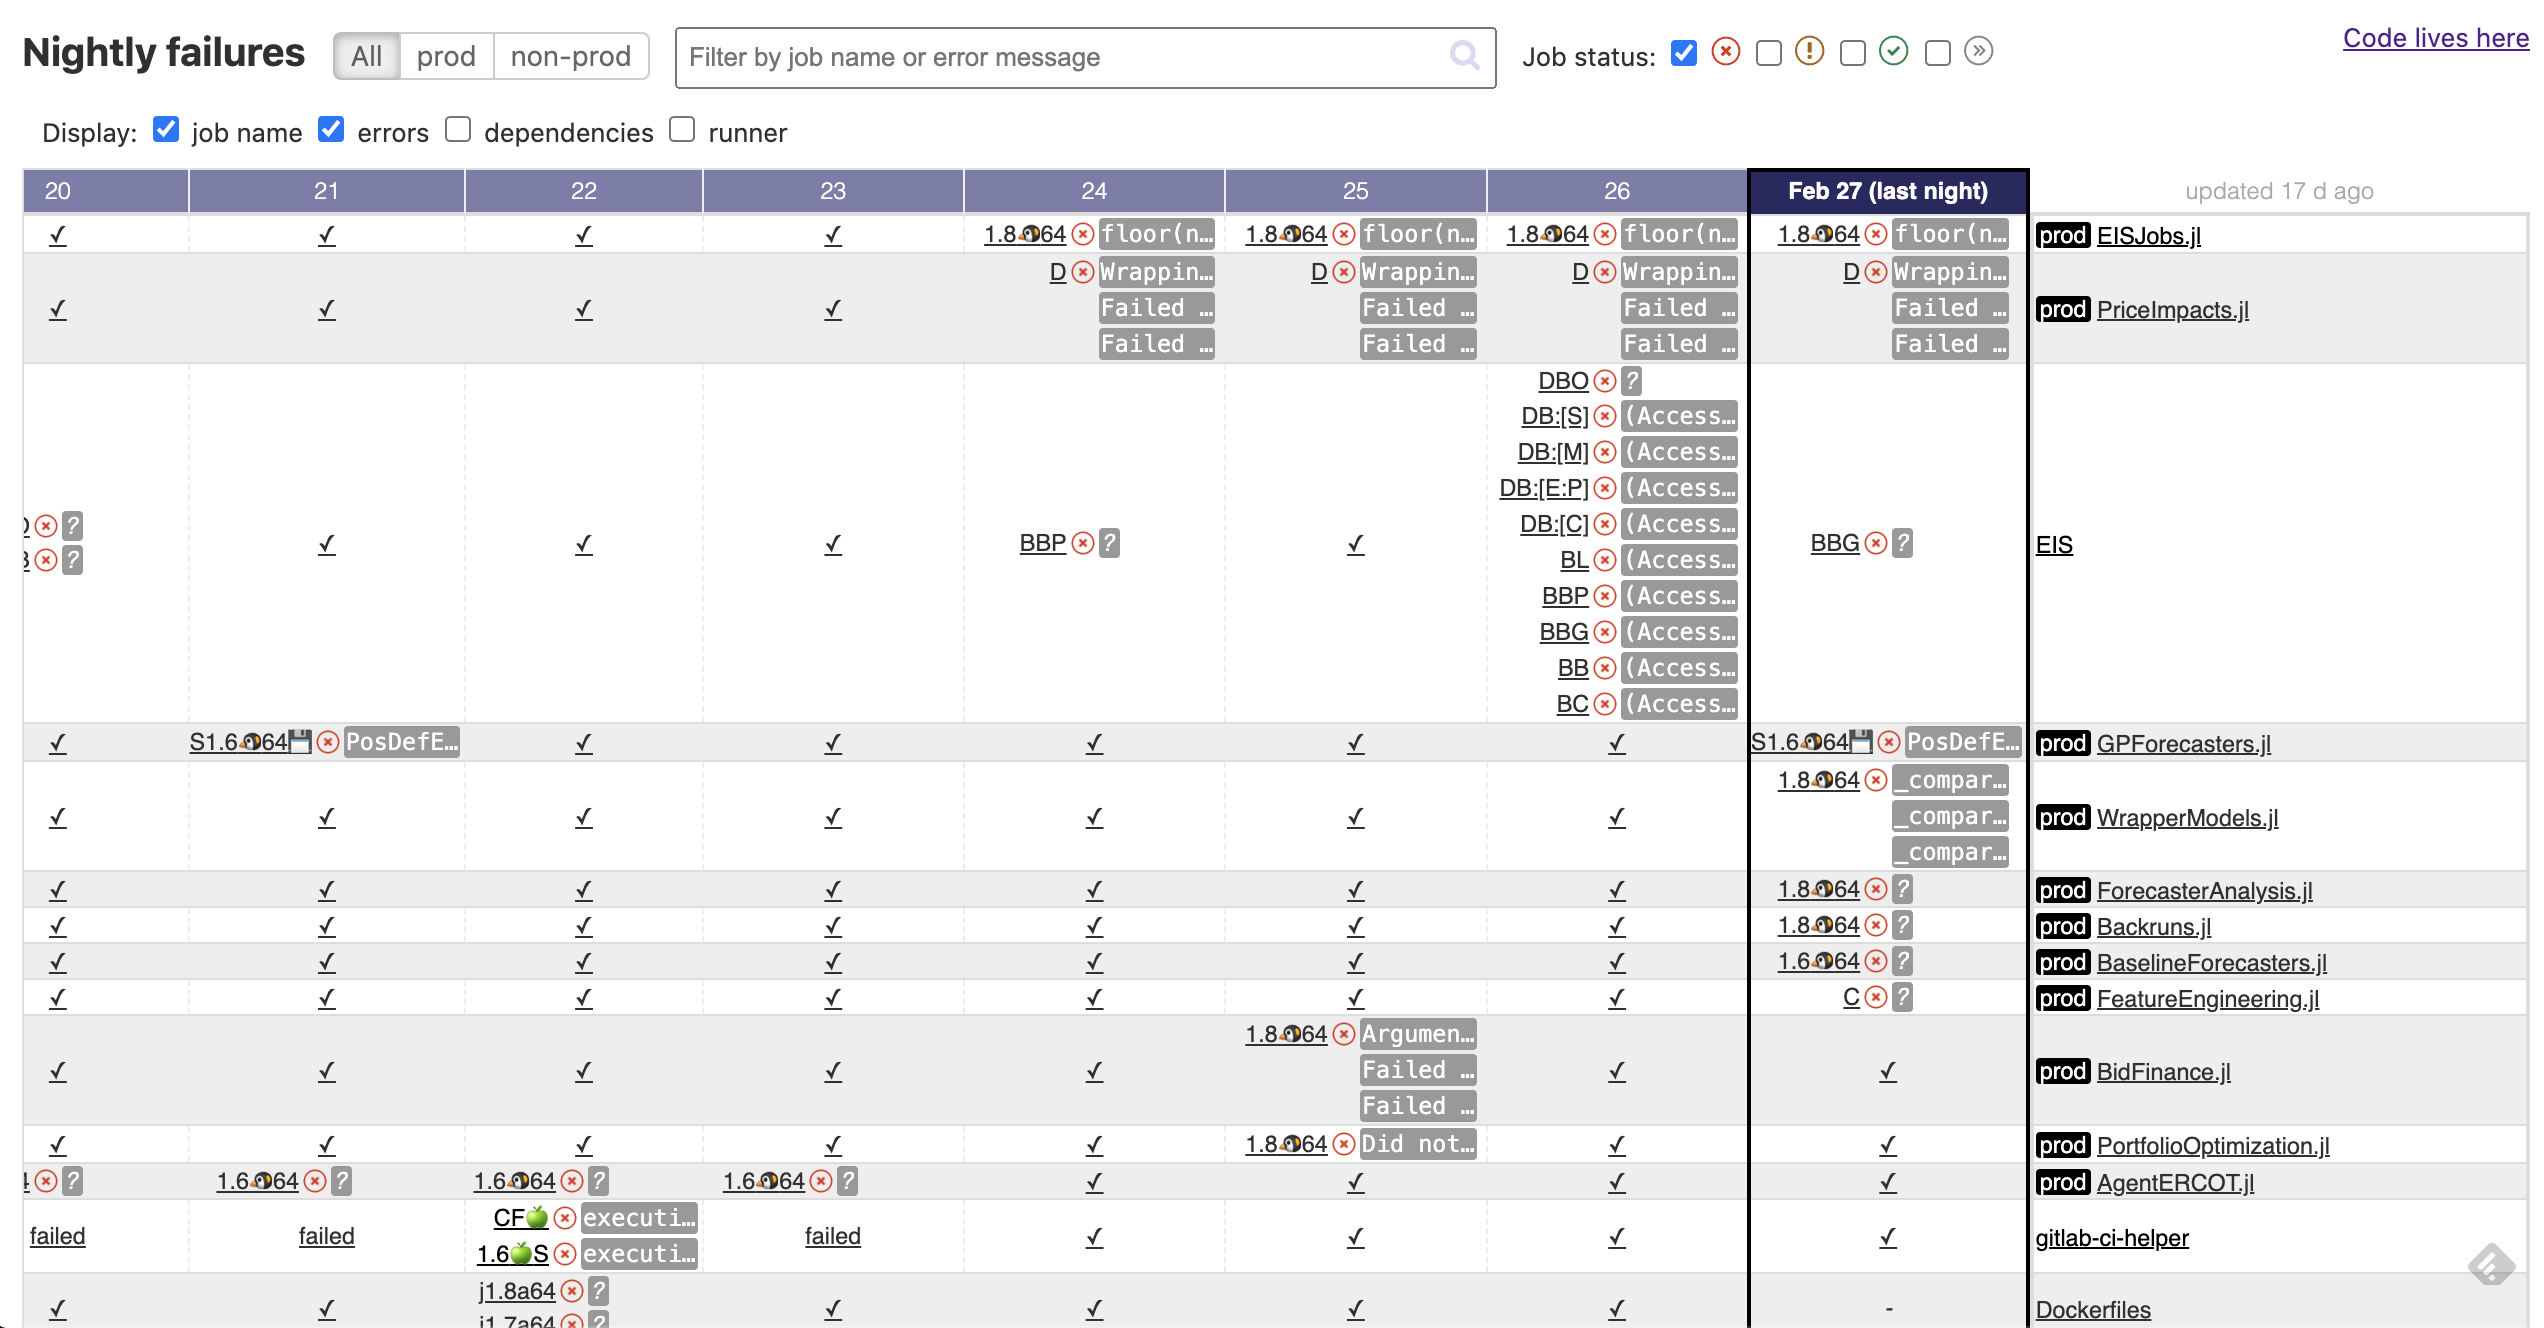 Nightly failures All prod non-prod Filter by job name or error message Job status: Code lives here
Display: job name errors dependencies runner
20 21 22 23 24 25 26 Feb 27 (last night) updated 17 d ago
✓ ✓ ✓ ✓ 1.8🐧64 floor(n… 1.8🐧64 floor(n… 1.8🐧64 floor(n… 1.8🐧64 floor(n… prod EISJobs.jl
D Wrappin… D Wrappin… D Wrappin… D Wrappin…
✓ ✓ ✓ ✓ Failed … Failed … Failed … Failed … prod PriceImpacts.jl
Failed … Failed … Failed … Failed …
DBO ?
DB:[S] (Access…
DB:[M] (Access…
DB:[E:P] (Access…
? DB:[C] (Access…
✓ ✓ ✓ BBP ? ✓ BBG ? EIS
? BL (Access…
BBP (Access…
BBG (Access…
BB (Access…
BC (Access…
✓ S1.6🐧64💾 PosDefE… ✓ ✓ ✓ ✓ ✓ S1.6🐧64💾 PosDefE… prod GPForecasters.jl
1.8🐧64 _compar…
✓ ✓ ✓ ✓ ✓ ✓ ✓ _compar… prod WrapperModels.jl
_compar…
✓ ✓ ✓ ✓ ✓ ✓ ✓ 1.8🐧64 ? prod ForecasterAnalysis.jl
✓ ✓ ✓ ✓ ✓ ✓ ✓ 1.8🐧64 ? prod Backruns.jl
✓ ✓ ✓ ✓ ✓ ✓ ✓ 1.6🐧64 ? prod BaselineForecasters.jl
✓ ✓ ✓ ✓ ✓ ✓ ✓ C ? prod FeatureEngineering.jl
1.8🐧64 Argumen…
✓ ✓ ✓ ✓ ✓ Failed … ✓ ✓ prod BidFinance.jl
Failed …
✓ ✓ ✓ ✓ ✓ 1.8🐧64 Did not… ✓ ✓ prod PortfolioOptimization.jl
? 1.6🐧64 ? 1.6🐧64 ? 1.6🐧64 ? ✓ ✓ ✓ ✓ prod AgentERCOT.jl
CF🍏 executi…
failed failed failed ✓ ✓ ✓ ✓ gitlab-ci-helper
1.6🍏S executi…
j1.8a64 ?
✓ ✓ ✓ ✓ ✓ ✓ - Dockerfiles
j1.7a64 ?